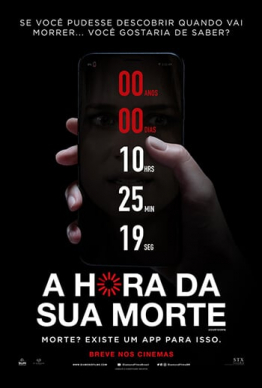 SE VOCÊ PUDESSE DESCOBRIR QUANDO VAI
MORRER... VOCÊ GOSTARIA DE SABER?
00 ANOS
00 DIAS
10 HRS
25 MIN
19 SEG
A HORA DA
SUA MORTE
MORTE? EXISTE UM APP PARA ISSO.
BREVE NOS CINEMAS
STX